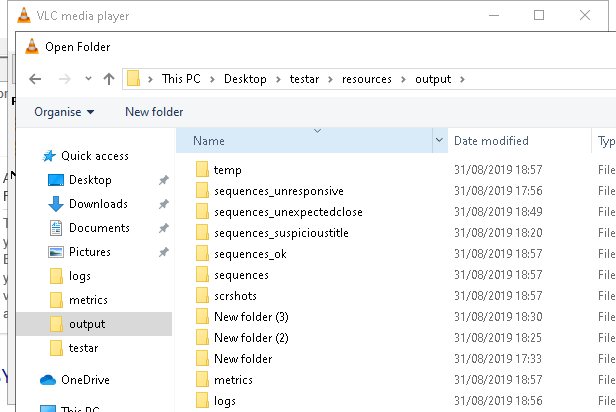 VLC media player
Open Folder
This PC > Desktop > testar > resources > output >
Organise New folder
Name Date modified
Quick access
Desktop
Downloads
Documents
Pictures
logs
metrics
output
testar
OneDrive
This PC
temp 31/08/2019 18:57 File
sequences_unresponsive 31/08/2019 17:56 File
sequences_unexpectedclose 31/08/2019 18:49 File
sequences_suspicioustitle 31/08/2019 18:20 File
sequences_ok 31/08/2019 18:57 File
sequences 31/08/2019 18:57 File
scrshots 31/08/2019 18:57 File
New folder (3) 31/08/2019 18:30 File
New folder (2) 31/08/2019 18:25 File
New folder 31/08/2019 17:33 File
metrics 31/08/2019 18:57 File
logs 31/08/2019 18:56 File